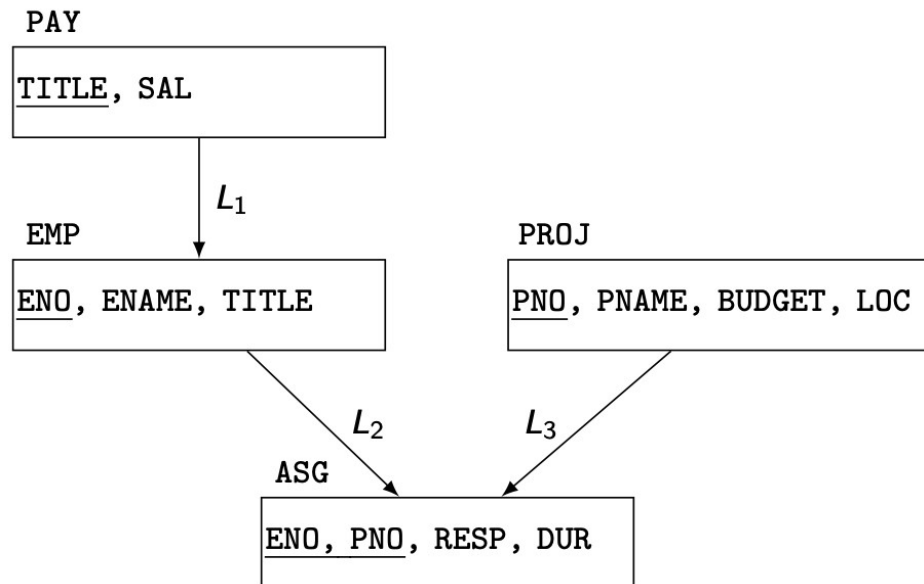 PAY
TITLE, SAL
L₁
EMP
PROJ
ENO, ENAME, TITLE
PNO, PNAME, BUDGET, LOC
L₂
L₃
ASG
ENO, PNO, RESP, DUR